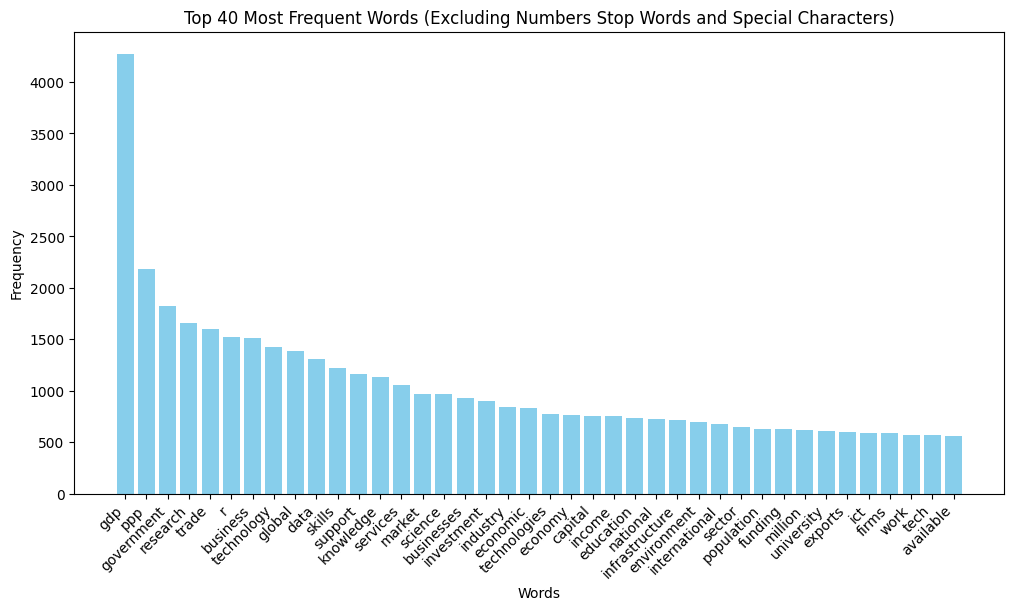 Top 40 Most Frequent Words (Excluding Numbers Stop Words and Special Characters)
Frequency
4000
3500
3000
2500
2000
1500
1000
500
0
gdp
ppp
government
research
trade
r
business
technology
global
data
skills
support
knowledge
services
market
science
businesses
investment
industry
economic
technologies
economy
capital
income
education
national
infrastructure
environment
international
sector
population
funding
million
university
exports
ict
firms
work
tech
available
Words